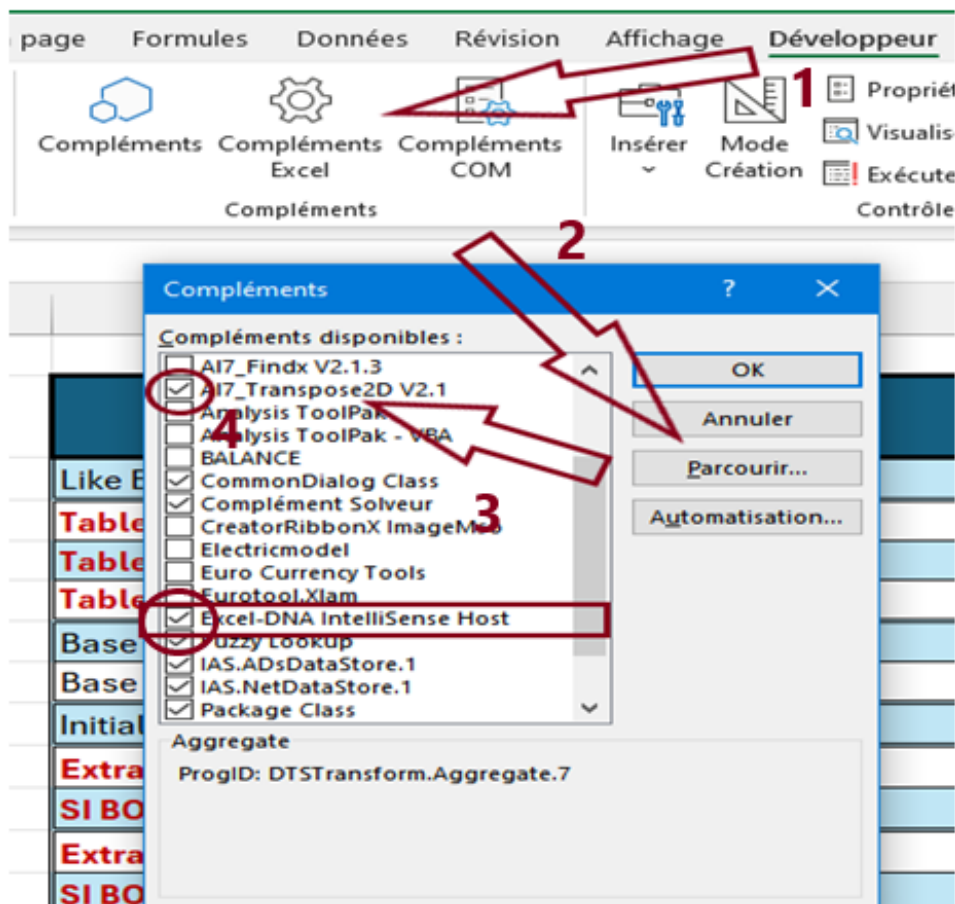 page Formules Données Révision Affichage Développeur
1
Compléments
Compléments Excel
Compléments COM
Insérer
Mode Création
Propriét
Visualis
Exécute
Compléments
Contrôle
2
Compléments ? ×
Compléments disponibles :
AI7_Findx V2.1.3
AI7_Transpose2D V2.1
Analysis ToolPak
Analysis ToolPak - VBA
BALANCE
CommonDialog Class
Complément Solveur
CreatorRibbonX ImageMso
Electricmodel
Euro Currency Tools
Eurotool.Xlam
Excel-DNA IntelliSense Host
Fuzzy Lookup
IAS.ADsDataStore.1
IAS.NetDataStore.1
Package Class
4
3
OK
Annuler
Parcourir...
Automatisation...
Aggregate
ProgID: DTSTransform.Aggregate.7
Like E
Table
Table
Table
Base
Base
Initial
Extra
SI BO
Extra
SI BO